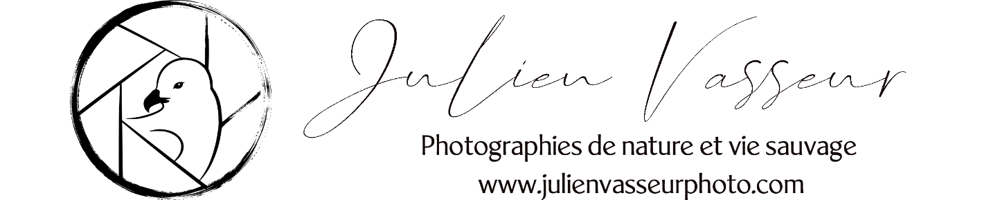 Julien Vasseur
Photographies de nature et vie sauvage
www.julienvasseurphoto.com